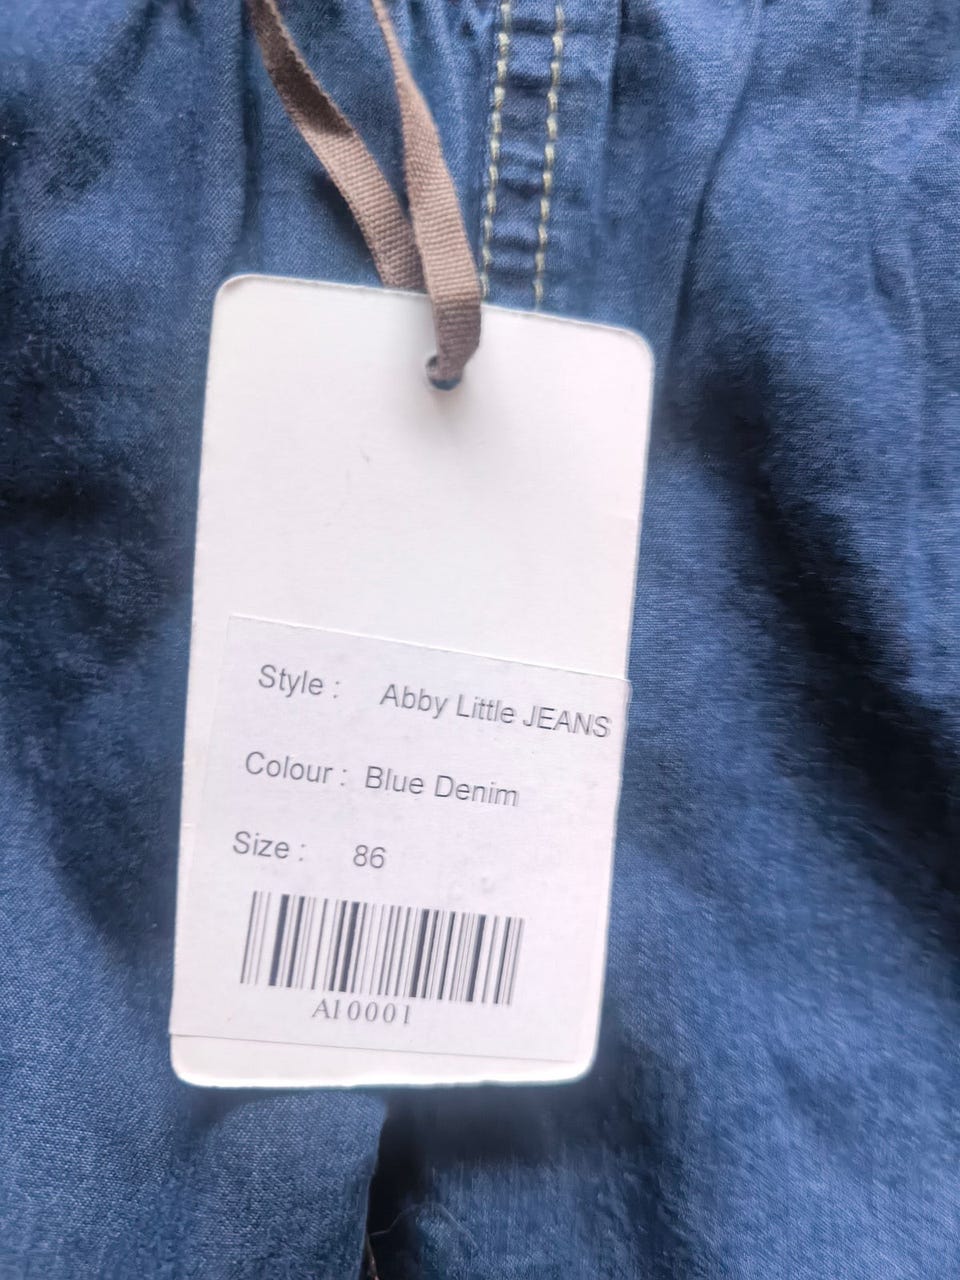 Style : Abby Little JEANS
Colour : Blue Denim
Size : 86
AI0001